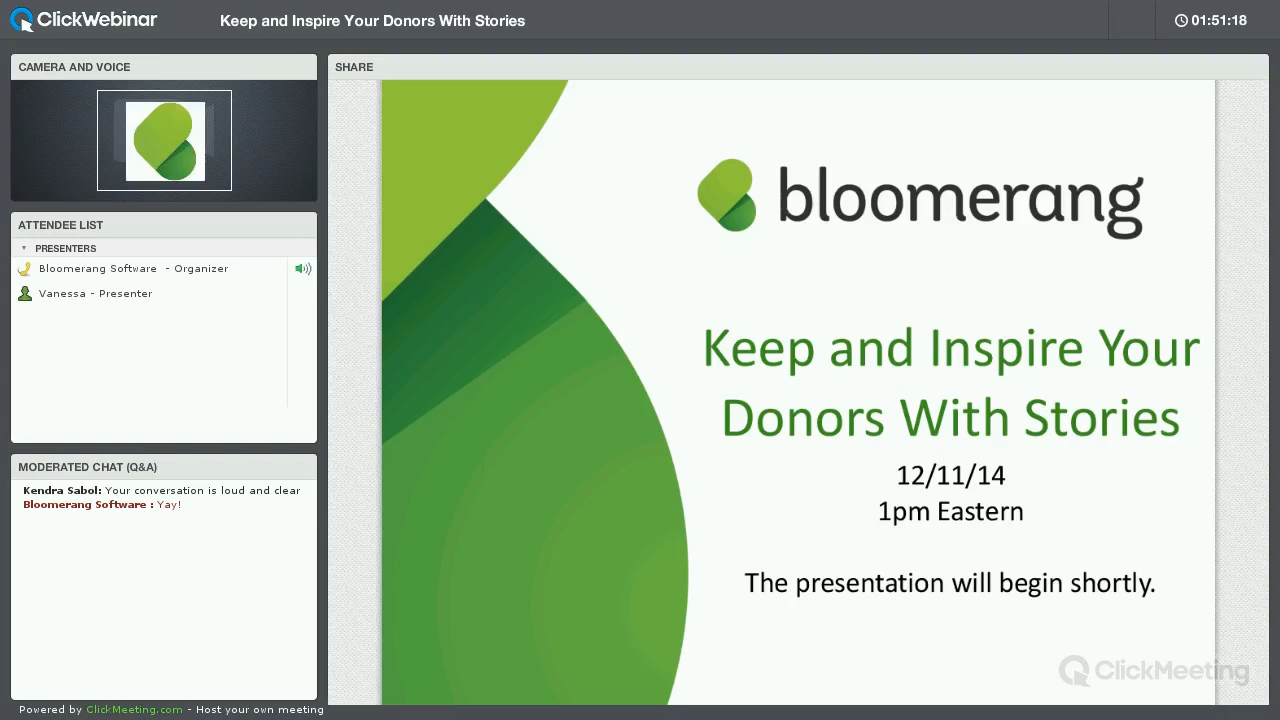 ClickWebinar
Keep and Inspire Your Donors With Stories
01:51:18
CAMERA AND VOICE
ATTENDEE LIST
PRESENTERS
Bloomerang Software - Organizer
Vanessa - Presenter
MODERATED CHAT (Q&A)
Kendra Sabol: Your conversation is loud and clear
Bloomerang Software : Yay!
Powered by ClickMeeting.com - Host your own meeting
SHARE
bloomerang
Keep and Inspire Your
Donors With Stories
12/11/14
1pm Eastern
The presentation will begin shortly.
ClickMeeting